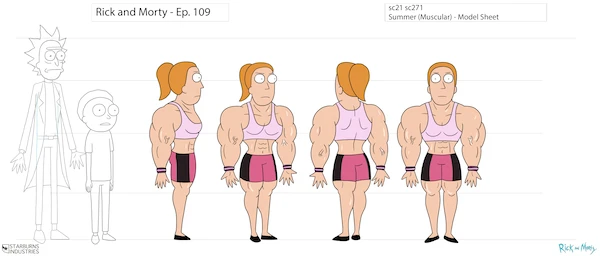 Rick and Morty - Ep. 109
sc21 sc271
Summer (Muscular) - Model Sheet
STARBURNS
INDUSTRIES
Rick and Morty